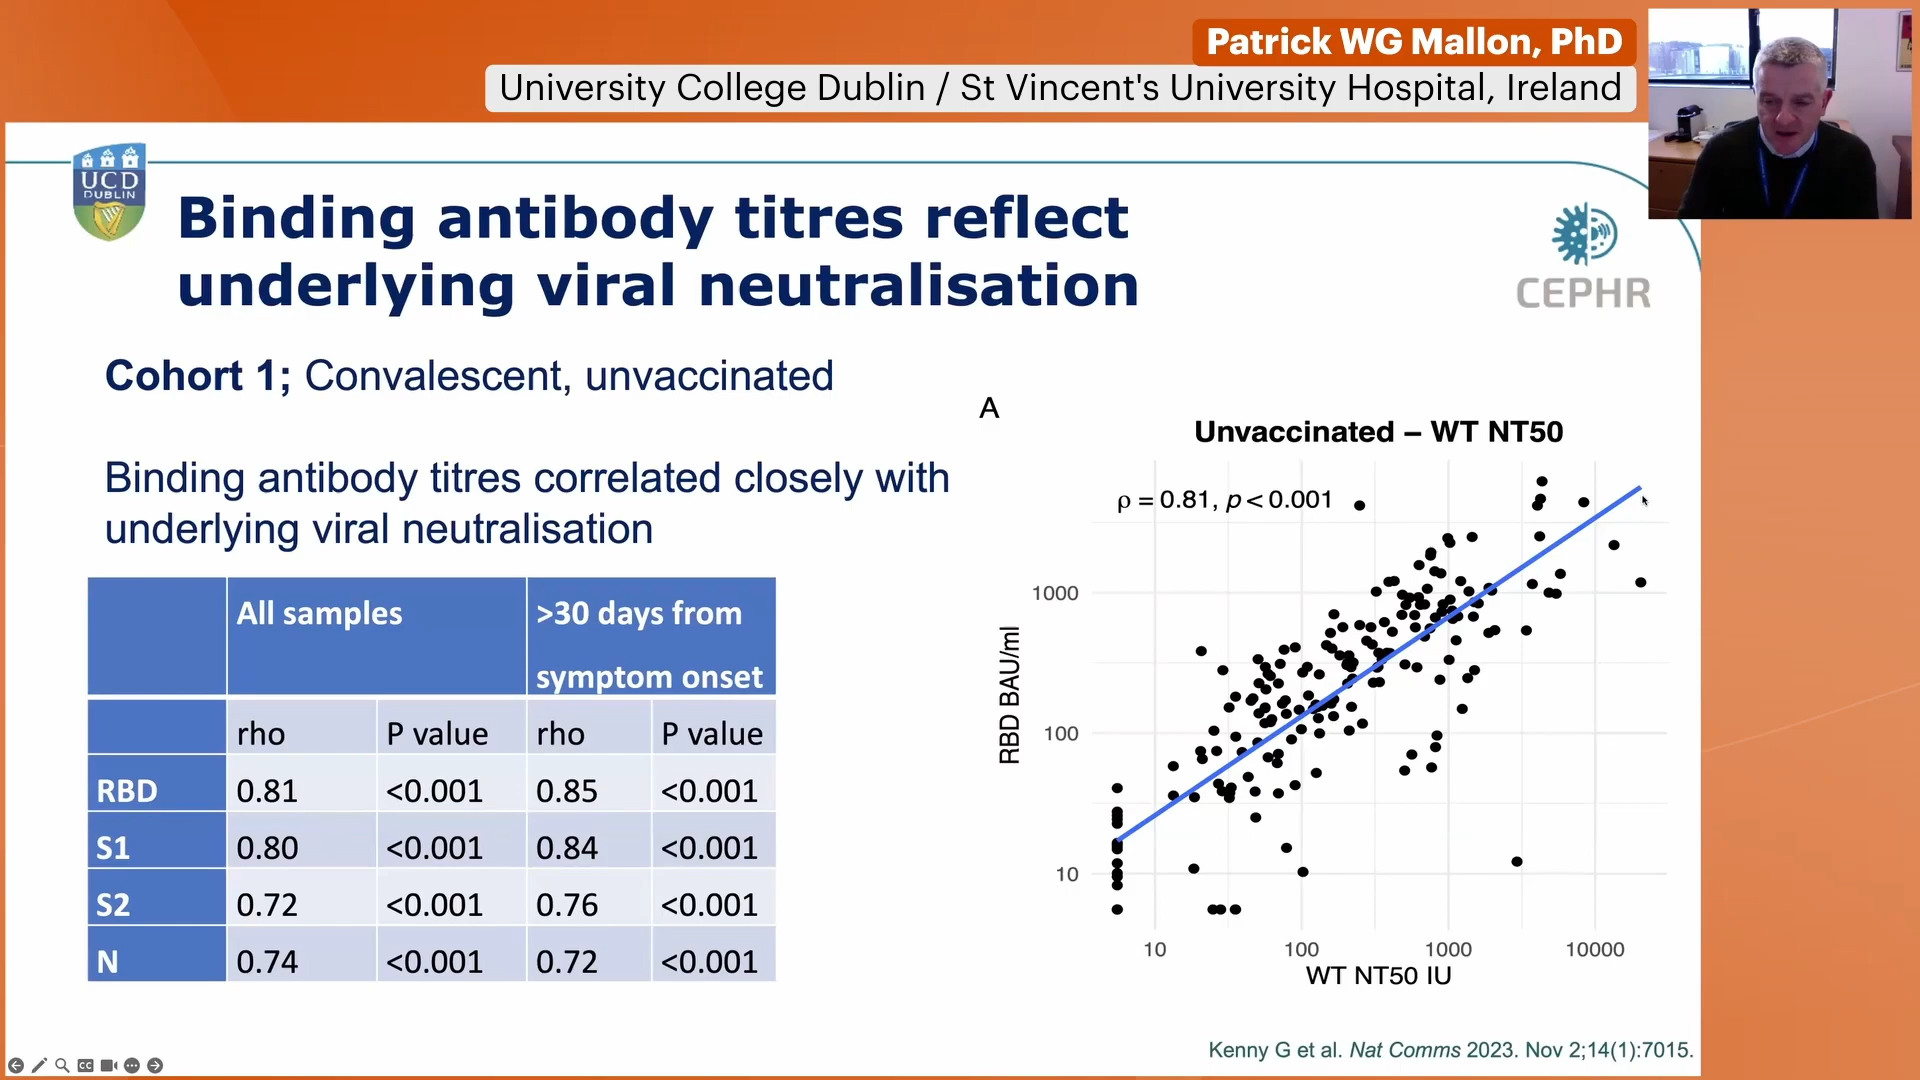 Patrick WG Mallon, PhD
University College Dublin / St Vincent's University Hospital, Ireland
UCD
DUBLIN
Binding antibody titres reflect
underlying viral neutralisation
CEPHR
Cohort 1; Convalescent, unvaccinated
Binding antibody titres correlated closely with
underlying viral neutralisation
All samples >30 days from
symptom onset
rho P value rho P value
RBD 0.81 <0.001 0.85 <0.001
S1 0.80 <0.001 0.84 <0.001
S2 0.72 <0.001 0.76 <0.001
N 0.74 <0.001 0.72 <0.001
A
Unvaccinated – WT NT50
ρ = 0.81, p < 0.001
RBD BAU/ml
1000
100
10
10 100 1000 10000
WT NT50 IU
Kenny G et al. Nat Comms 2023. Nov 2;14(1):7015.
CC